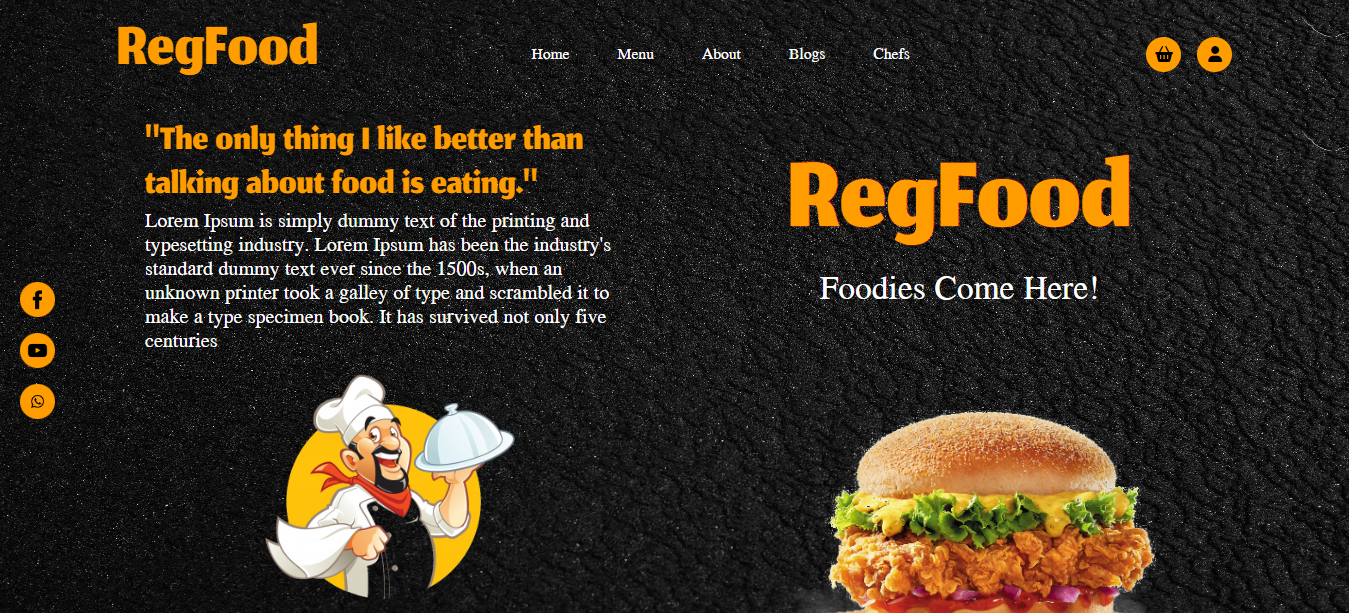 RegFood
Home Menu About Blogs Chefs
"The only thing I like better than
talking about food is eating."
Lorem Ipsum is simply dummy text of the printing and
typesetting industry. Lorem Ipsum has been the industry's
standard dummy text ever since the 1500s, when an
unknown printer took a galley of type and scrambled it to
make a type specimen book. It has survived not only five
centuries
RegFood
Foodies Come Here!